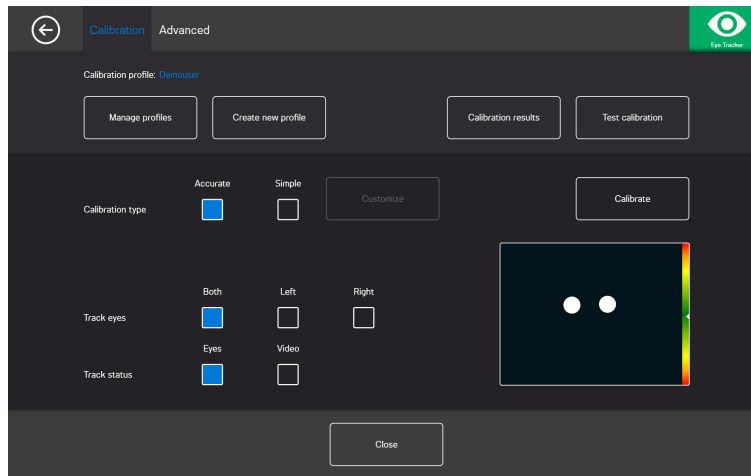 Calibration Advanced
Eye Tracker
Calibration profile: Demouser
Manage profiles Create new profile Calibration results Test calibration
Accurate Simple
Calibration type Customize Calibrate
Both Left Right
Track eyes
Eyes Video
Track status
Close